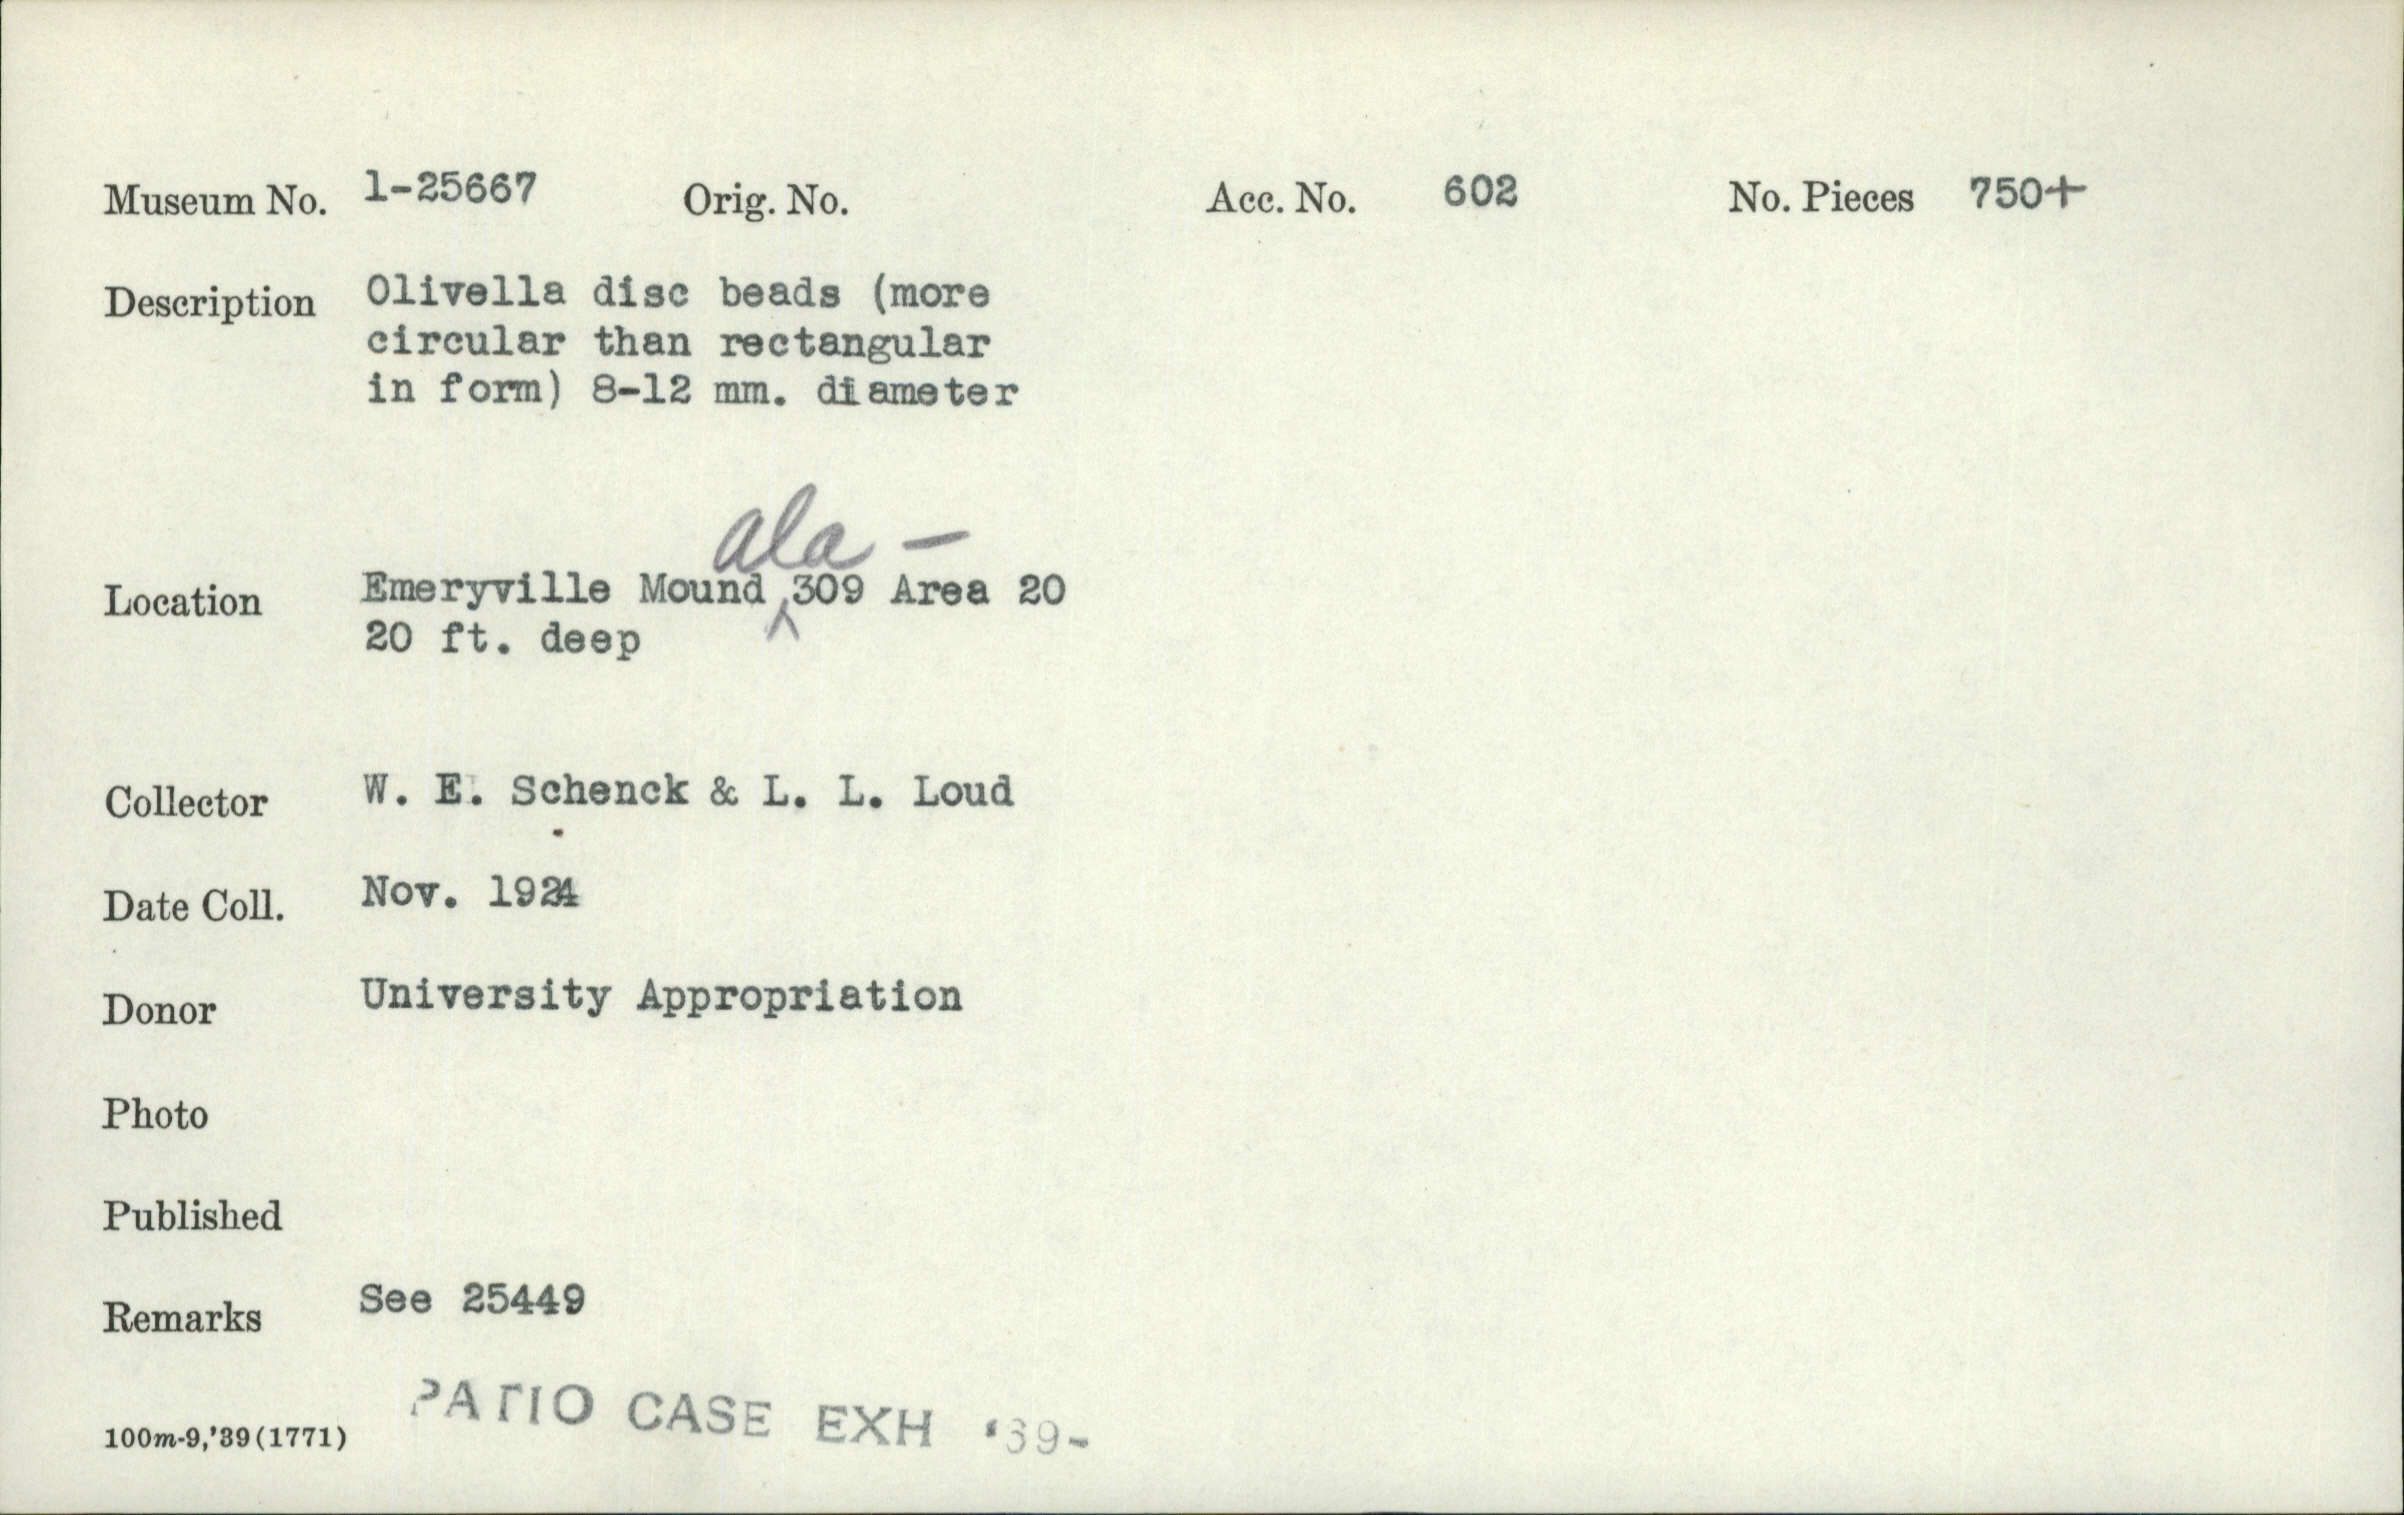 Museum No. 1-25667 Orig. No. Acc. No. 602 No. Pieces 750+
Description Olivella disc beads (more
circular than rectangular
in form) 8-12 mm. diameter
ala -
Location Emeryville Mound ‸309 Area 20
20 ft. deep
Collector W. E. Schenck & L. L. Loud
Date Coll. Nov. 1924
Donor University Appropriation
Photo
Published
Remarks See 25449
PATIO CASE EXH '39-
100m-9,'39(1771)